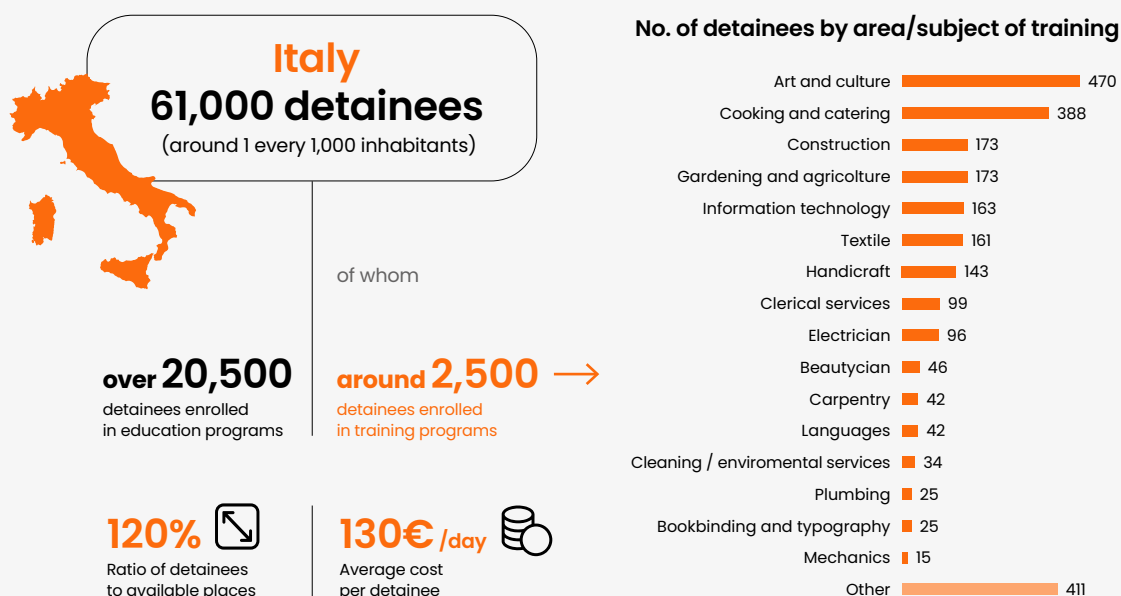 Italy
61,000 detainees
(around 1 every 1,000 inhabitants)
of whom
over 20,500
detainees enrolled
in education programs
around 2,500
detainees enrolled
in training programs
120%
Ratio of detainees
to available places
130€ /day
Average cost
per detainee
No. of detainees by area/subject of training
Art and culture 470
Cooking and catering 388
Construction 173
Gardening and agricolture 173
Information technology 163
Textile 161
Handicraft 143
Clerical services 99
Electrician 96
Beautycian 46
Carpentry 42
Languages 42
Cleaning / enviromental services 34
Plumbing 25
Bookbinding and typography 25
Mechanics 15
Other 411